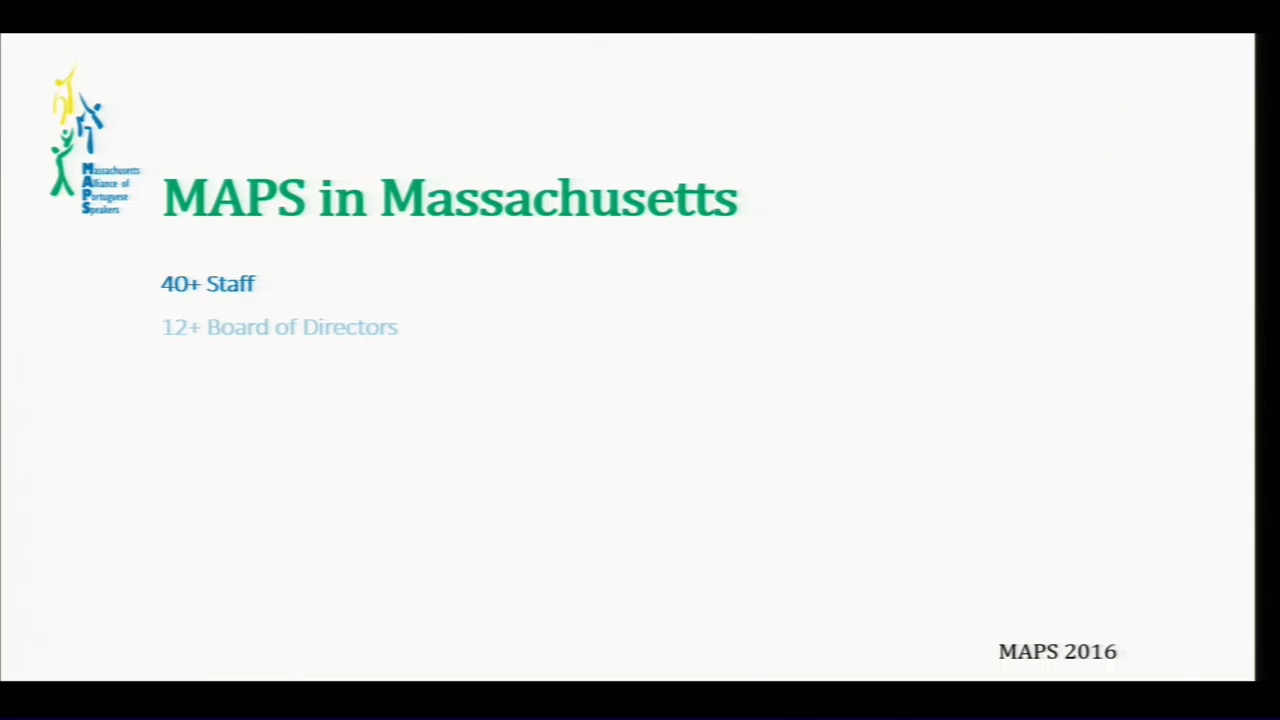 Massachusetts
Alliance of
Portuguese
Speakers
MAPS in Massachusetts
40+ Staff
12+ Board of Directors
MAPS 2016